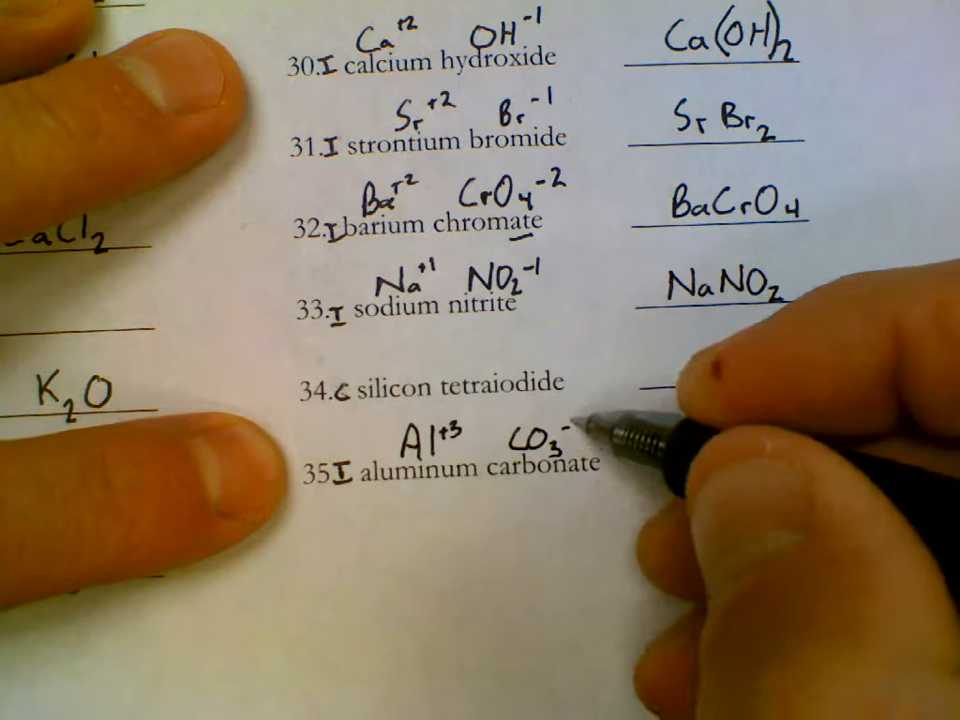 Ca+2 OH-1
30. I calcium hydroxide Ca(OH)2
Sr+2 Br-1
31. I strontium bromide SrBr2
Ba+2 CrO4-2
32. I barium chromate BaCrO4
aCl2
Na+1 NO2-1
33. I sodium nitrite NaNO2
K2O
34. C silicon tetraiodide
Al+3 CO3-
35 I aluminum carbonate